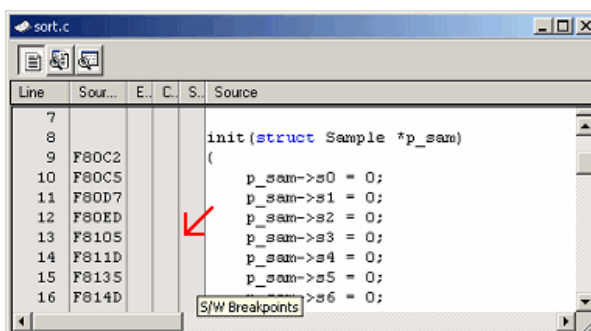 sort.c
Line Sour... E.. C.. S.. Source
7
8 init(struct Sample *p_sam)
9 F80C2 {
10 F80C5 p_sam->s0 = 0;
11 F80D7 p_sam->s1 = 0;
12 F80ED p_sam->s2 = 0;
13 F8105 p_sam->s3 = 0;
14 F811D p_sam->s4 = 0;
15 F8135 p_sam->s5 = 0;
16 F814D p_sam->s6 = 0;
S/W Breakpoints